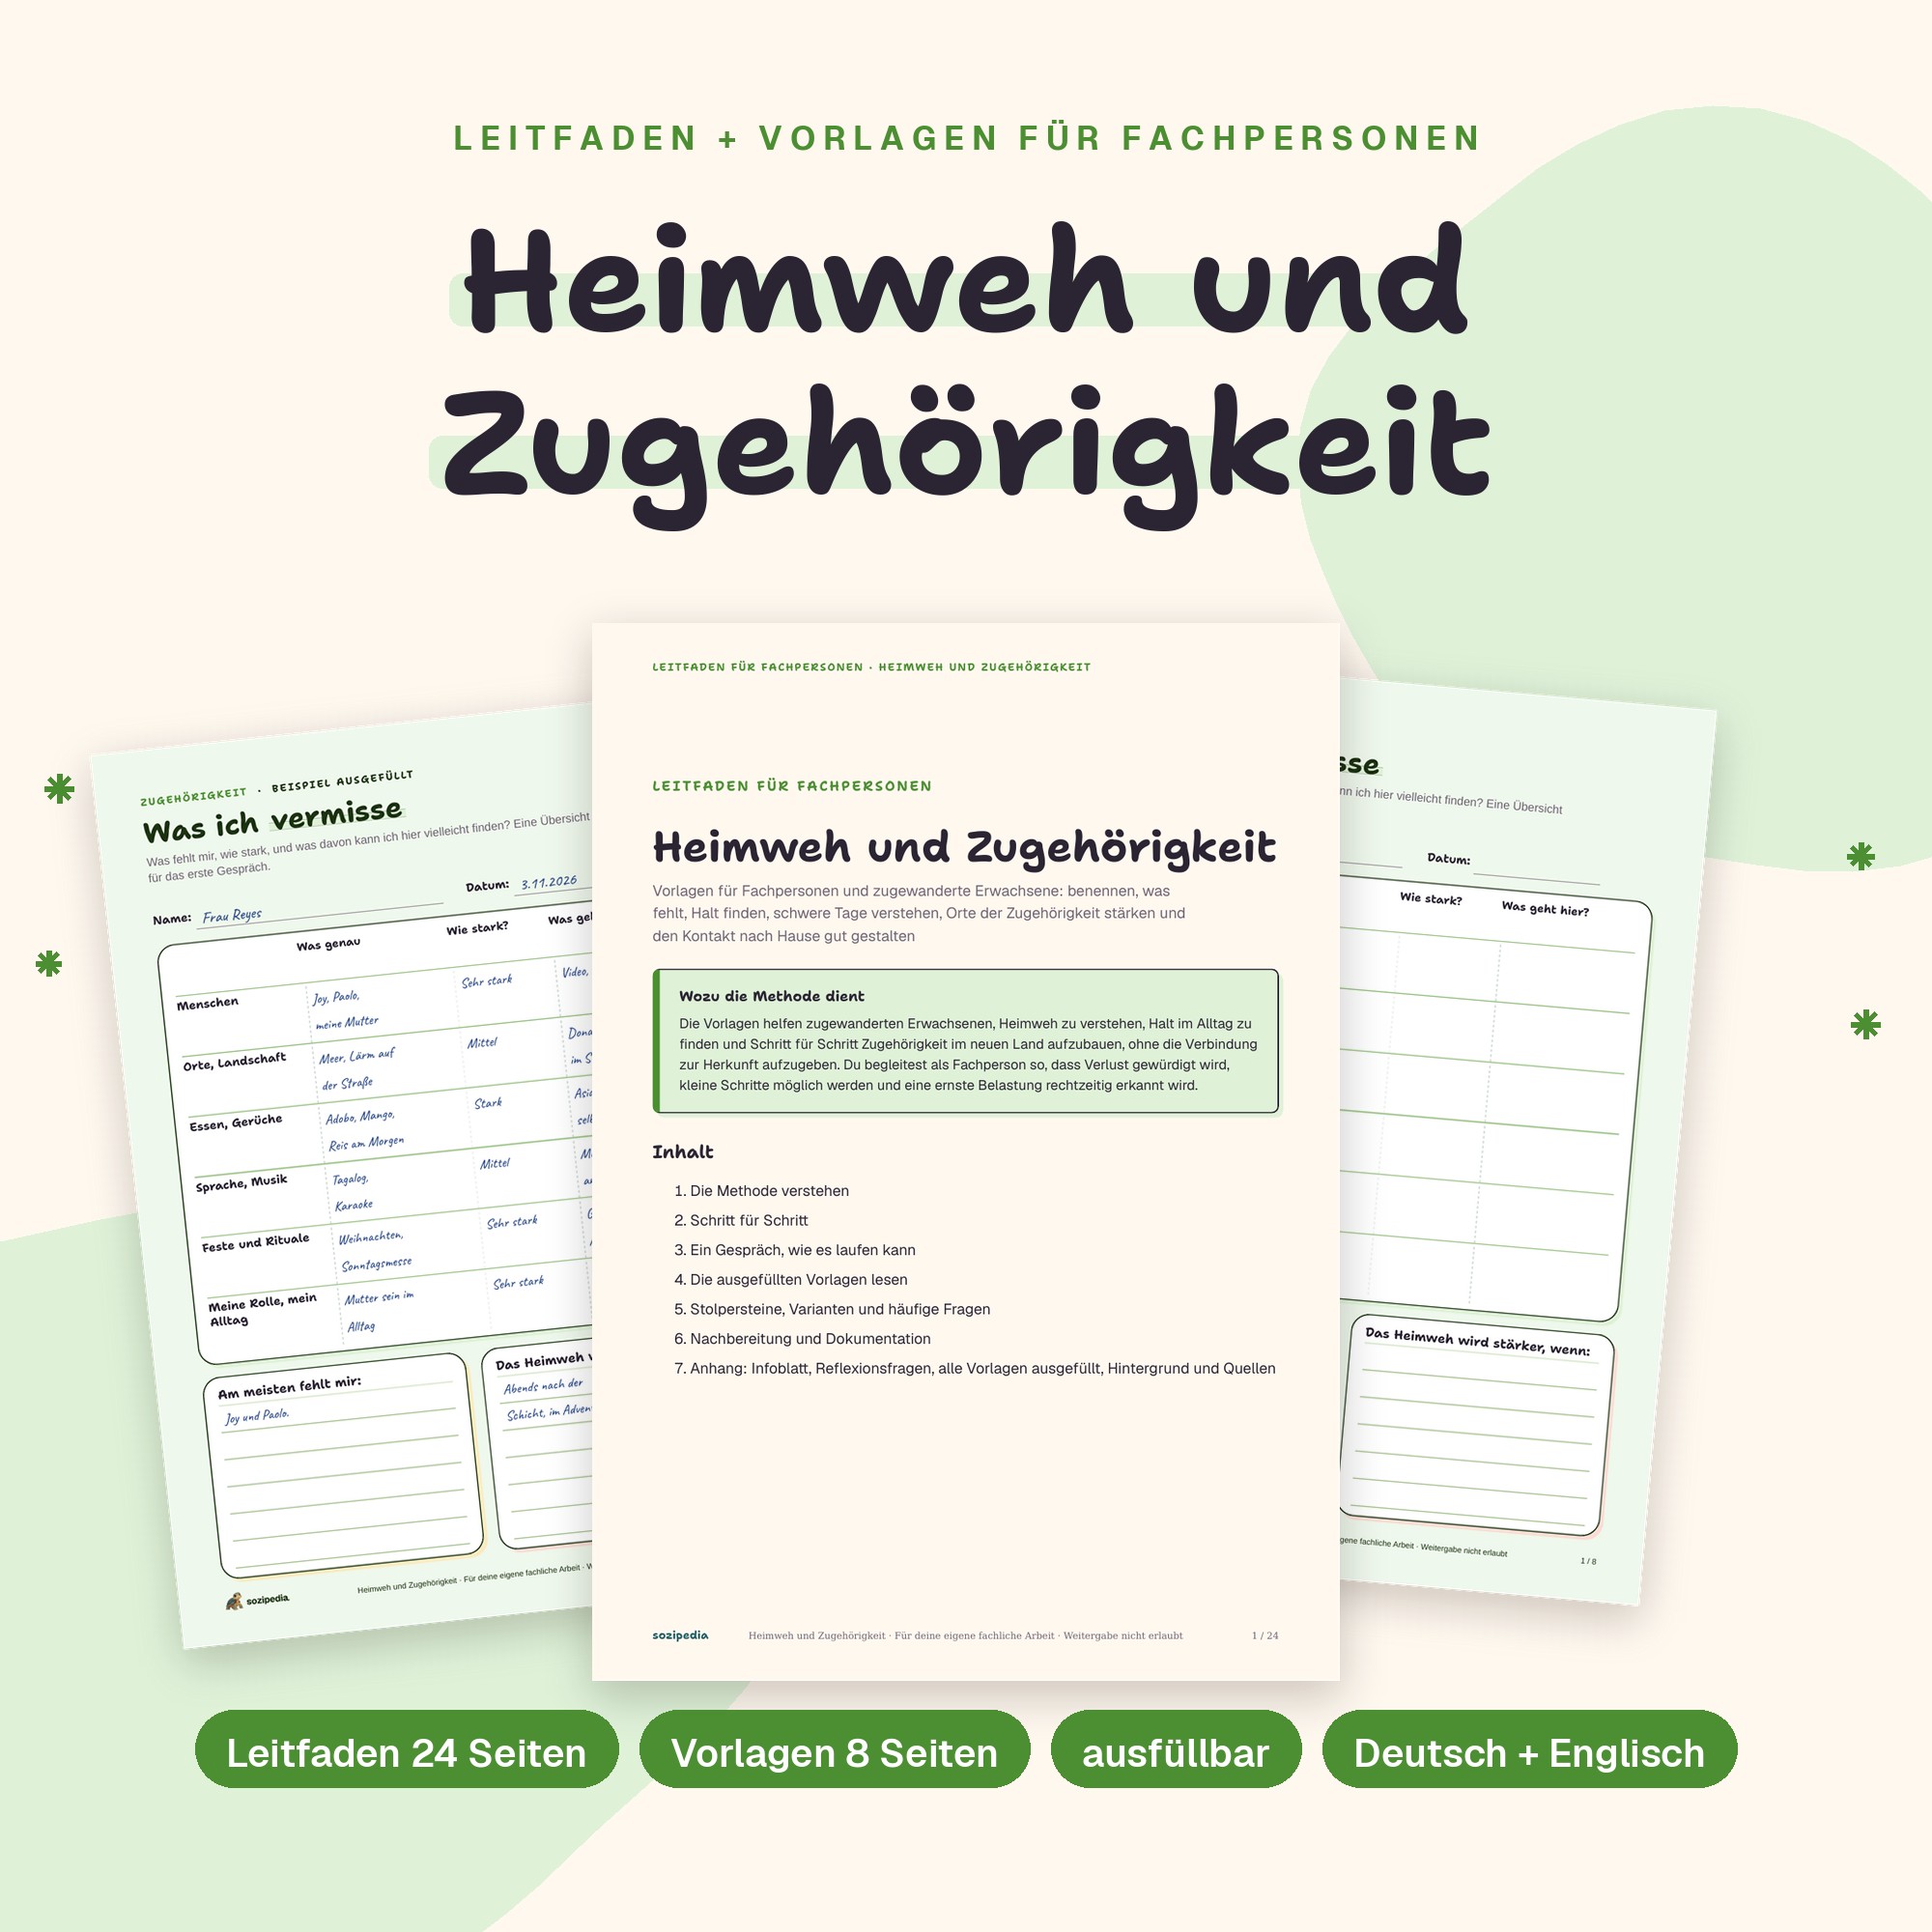 LEITFADEN + VORLAGEN FÜR FACHPERSONEN
Heimweh und
Zugehörigkeit
ZUGEHÖRIGKEIT · BEISPIEL AUSGEFÜLLT
Was ich vermisse
Was fehlt mir, wie stark, und was davon kann ich hier vielleicht finden? Eine Übersicht
für das erste Gespräch.
Name: Frau Reyes
Datum: 3.11.2026
Was genau
Wie stark?
Menschen
Joy, Paolo,
meine Mutter
Sehr stark
Video,
Orte, Landschaft
Meer, Lärm auf
der Straße
Mittel
Essen, Gerüche
Adobo, Mango,
Reis am Morgen
Stark
Sprache, Musik
Tagalog,
Karaoke
Mittel
Feste und Rituale
Weihnachten,
Sonntagsmesse
Sehr stark
Meine Rolle, mein
Alltag
Mutter sein im
Alltag
Sehr stark
Am meisten fehlt mir:
Joy und Paolo.
Das Heimweh
Abends nach der
Schicht, im
sozipedia
Heimweh und Zugehörigkeit · Für deine eigene fachliche Arbeit ·
LEITFADEN FÜR FACHPERSONEN · HEIMWEH UND ZUGEHÖRIGKEIT
LEITFADEN FÜR FACHPERSONEN
Heimweh und Zugehörigkeit
Vorlagen für Fachpersonen und zugewanderte Erwachsene: benennen, was
fehlt, Halt finden, schwere Tage verstehen, Orte der Zugehörigkeit stärken und
den Kontakt nach Hause gut gestalten
Wozu die Methode dient
Die Vorlagen helfen zugewanderten Erwachsenen, Heimweh zu verstehen, Halt im Alltag zu
finden und Schritt für Schritt Zugehörigkeit im neuen Land aufzubauen, ohne die Verbindung
zur Herkunft aufzugeben. Du begleitest als Fachperson so, dass Verlust gewürdigt wird,
kleine Schritte möglich werden und eine ernste Belastung rechtzeitig erkannt wird.
Inhalt
1. Die Methode verstehen
2. Schritt für Schritt
3. Ein Gespräch, wie es laufen kann
4. Die ausgefüllten Vorlagen lesen
5. Stolpersteine, Varianten und häufige Fragen
6. Nachbereitung und Dokumentation
7. Anhang: Infoblatt, Reflexionsfragen, alle Vorlagen ausgefüllt, Hintergrund und Quellen
sozipedia
Heimweh und Zugehörigkeit · Für deine eigene fachliche Arbeit · Weitergabe nicht erlaubt
1 / 24
sse
ich hier vielleicht finden? Eine Übersicht
Datum:
Wie stark?
Was geht hier?
Das Heimweh wird stärker, wenn:
fachliche Arbeit · Weitergabe nicht erlaubt
1 / 8
Leitfaden 24 Seiten
Vorlagen 8 Seiten
ausfüllbar
Deutsch + Englisch